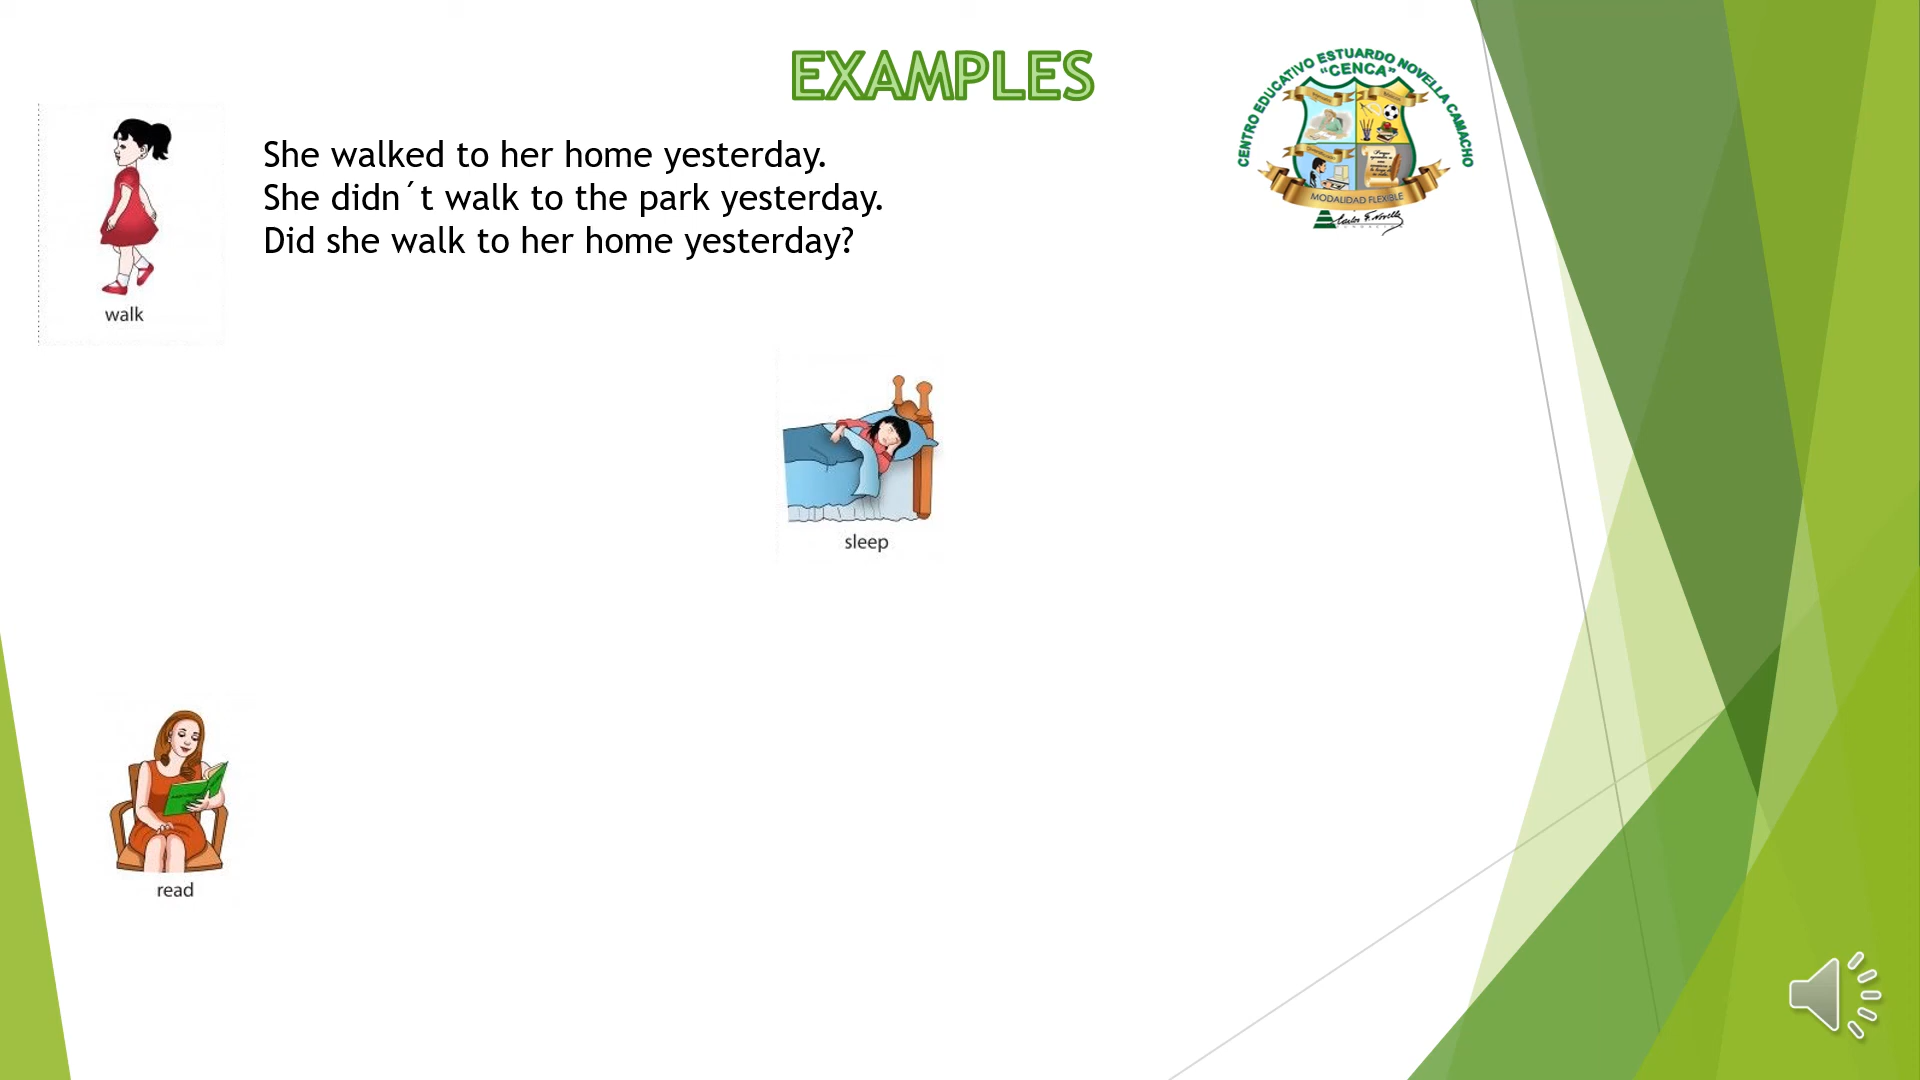 EXAMPLES
CENTRO EDUCATIVO ESTUARDO NOVELLA CAMACHO
“CENCA”
MODALIDAD FLEXIBLE
She walked to her home yesterday.
She didn´t walk to the park yesterday.
Did she walk to her home yesterday?
walk
sleep
read